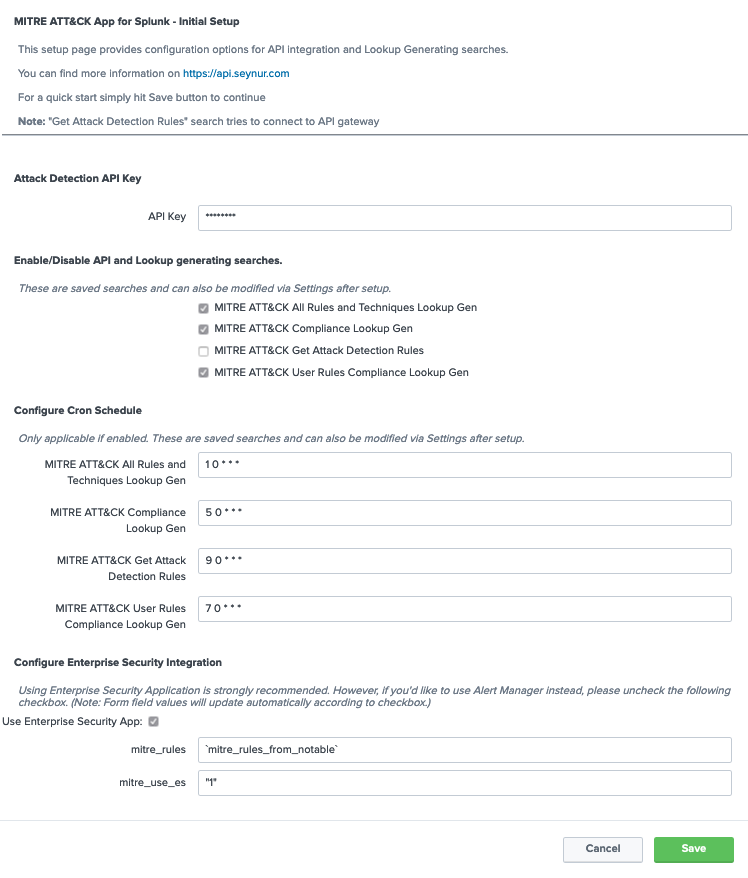 MITRE ATT&CK App for Splunk - Initial Setup
This setup page provides configuration options for API integration and Lookup Generating searches.
You can find more information on https://api.seynur.com
For a quick start simply hit Save button to continue
Note: "Get Attack Detection Rules" search tries to connect to API gateway
Attack Detection API Key
API Key ********
Enable/Disable API and Lookup generating searches.
These are saved searches and can also be modified via Settings after setup.
MITRE ATT&CK All Rules and Techniques Lookup Gen
MITRE ATT&CK Compliance Lookup Gen
MITRE ATT&CK Get Attack Detection Rules
MITRE ATT&CK User Rules Compliance Lookup Gen
Configure Cron Schedule
Only applicable if enabled. These are saved searches and can also be modified via Settings after setup.
MITRE ATT&CK All Rules and 1 0 * * *
Techniques Lookup Gen
MITRE ATT&CK Compliance 5 0 * * *
Lookup Gen
MITRE ATT&CK Get Attack 9 0 * * *
Detection Rules
MITRE ATT&CK User Rules 7 0 * * *
Compliance Lookup Gen
Configure Enterprise Security Integration
Using Enterprise Security Application is strongly recommended. However, if you'd like to use Alert Manager instead, please uncheck the following
checkbox. (Note: Form field values will update automatically according to checkbox.)
Use Enterprise Security App:
mitre_rules `mitre_rules_from_notable`
mitre_use_es "1"
Cancel Save